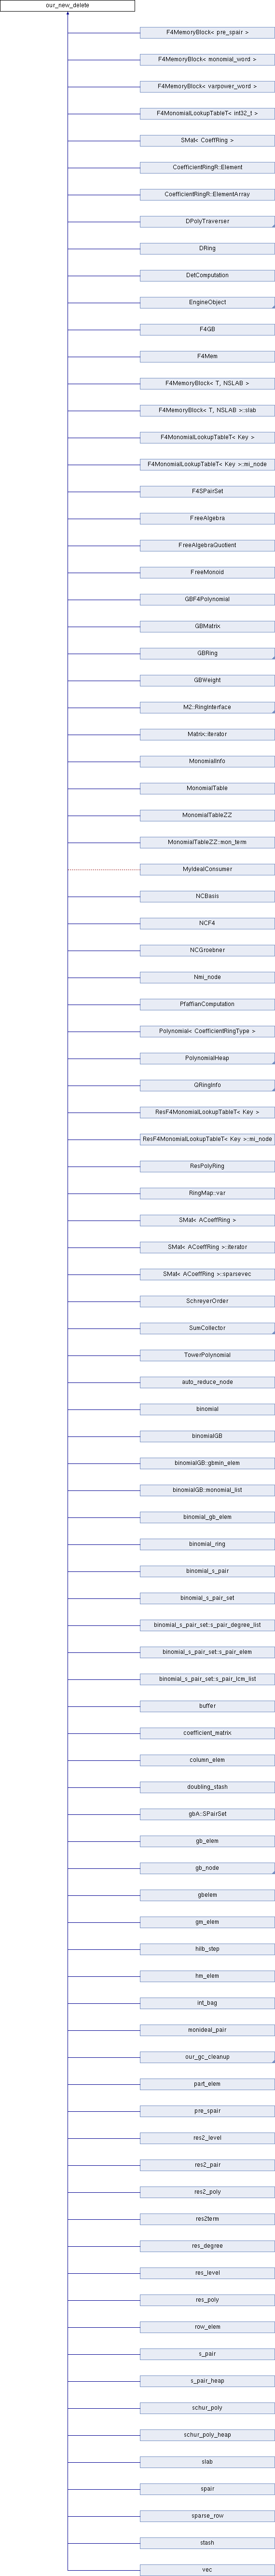 our_new_delete
F4MemoryBlock< pre_spair >
F4MemoryBlock< monomial_word >
F4MemoryBlock< varpower_word >
F4MonomialLookupTableT< int32_t >
SMat< CoeffRing >
CoefficientRingR::Element
CoefficientRingR::ElementArray
DPolyTraverser
DRing
DetComputation
EngineObject
F4GB
F4Mem
F4MemoryBlock< T, NSLAB >
F4MemoryBlock< T, NSLAB >::slab
F4MonomialLookupTableT< Key >
F4MonomialLookupTableT< Key >::mi_node
F4SPairSet
FreeAlgebra
FreeAlgebraQuotient
FreeMonoid
GBF4Polynomial
GBMatrix
GBRing
GBWeight
M2::RingInterface
Matrix::iterator
MonomialInfo
MonomialTable
MonomialTableZZ
MonomialTableZZ::mon_term
MyIdealConsumer
NCBasis
NCF4
NCGroebner
Nmi_node
PfaffianComputation
Polynomial< CoefficientRingType >
PolynomialHeap
QRingInfo
ResF4MonomialLookupTableT< Key >
ResF4MonomialLookupTableT< Key >::mi_node
ResPolyRing
RingMap::var
SMat< ACoeffRing >
SMat< ACoeffRing >::iterator
SMat< ACoeffRing >::sparsevec
SchreyerOrder
SumCollector
TowerPolynomial
auto_reduce_node
binomial
binomialGB
binomialGB::gbmin_elem
binomialGB::monomial_list
binomial_gb_elem
binomial_ring
binomial_s_pair
binomial_s_pair_set
binomial_s_pair_set::s_pair_degree_list
binomial_s_pair_set::s_pair_elem
binomial_s_pair_set::s_pair_lcm_list
buffer
coefficient_matrix
column_elem
doubling_stash
gbA::SPairSet
gb_elem
gb_node
gbelem
gm_elem
hilb_step
hm_elem
int_bag
monideal_pair
our_gc_cleanup
part_elem
pre_spair
res2_level
res2_pair
res2_poly
res2term
res_degree
res_level
res_poly
row_elem
s_pair
s_pair_heap
schur_poly
schur_poly_heap
slab
spair
sparse_row
stash
vec